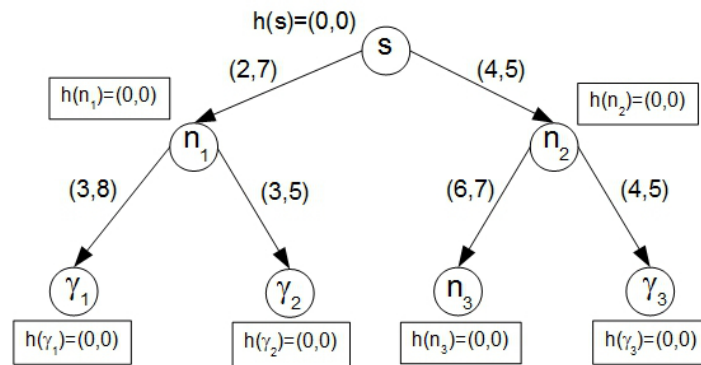 h(s)=(0,0)
s
(2,7)
(4,5)
h(n₁)=(0,0)
h(n₂)=(0,0)
n₁
n₂
(3,8)
(3,5)
(6,7)
(4,5)
γ₁
γ₂
n₃
γ₃
h(γ₁)=(0,0)
h(γ₂)=(0,0)
h(n₃)=(0,0)
h(γ₃)=(0,0)